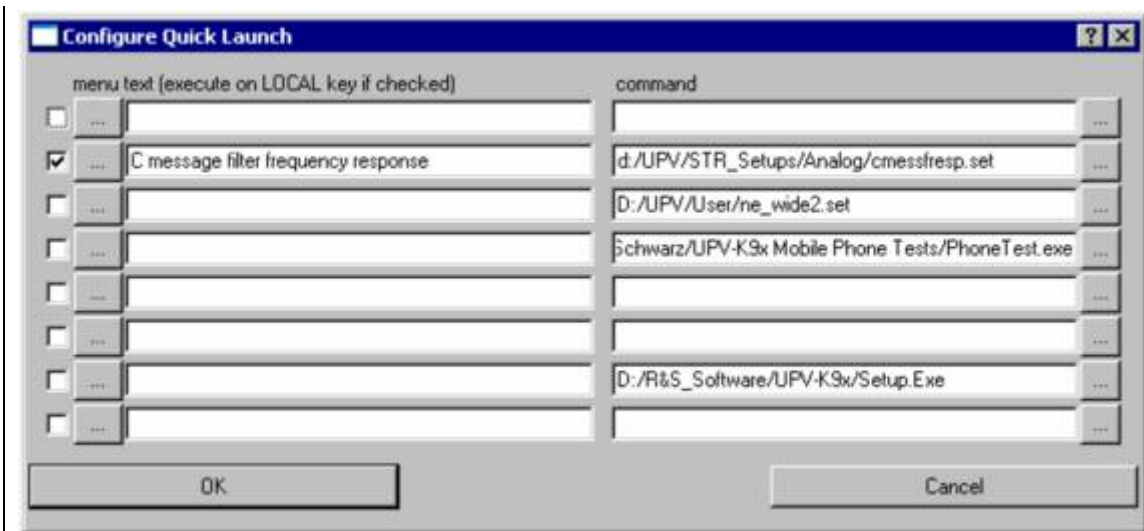 Configure Quick Launch
menu text (execute on LOCAL key if checked) command
...
...
... C message filter frequency response d:/UPV/STR_Setups/Analog/cmessfresp.set ...
... D:/UPV/User/ne_wide2.set ...
... Schwarz/UPV-K9x Mobile Phone Tests/PhoneTest.exe ...
... ...
... ...
... D:/R&S_Software/UPV-K9x/Setup.Exe ...
... ...
OK Cancel